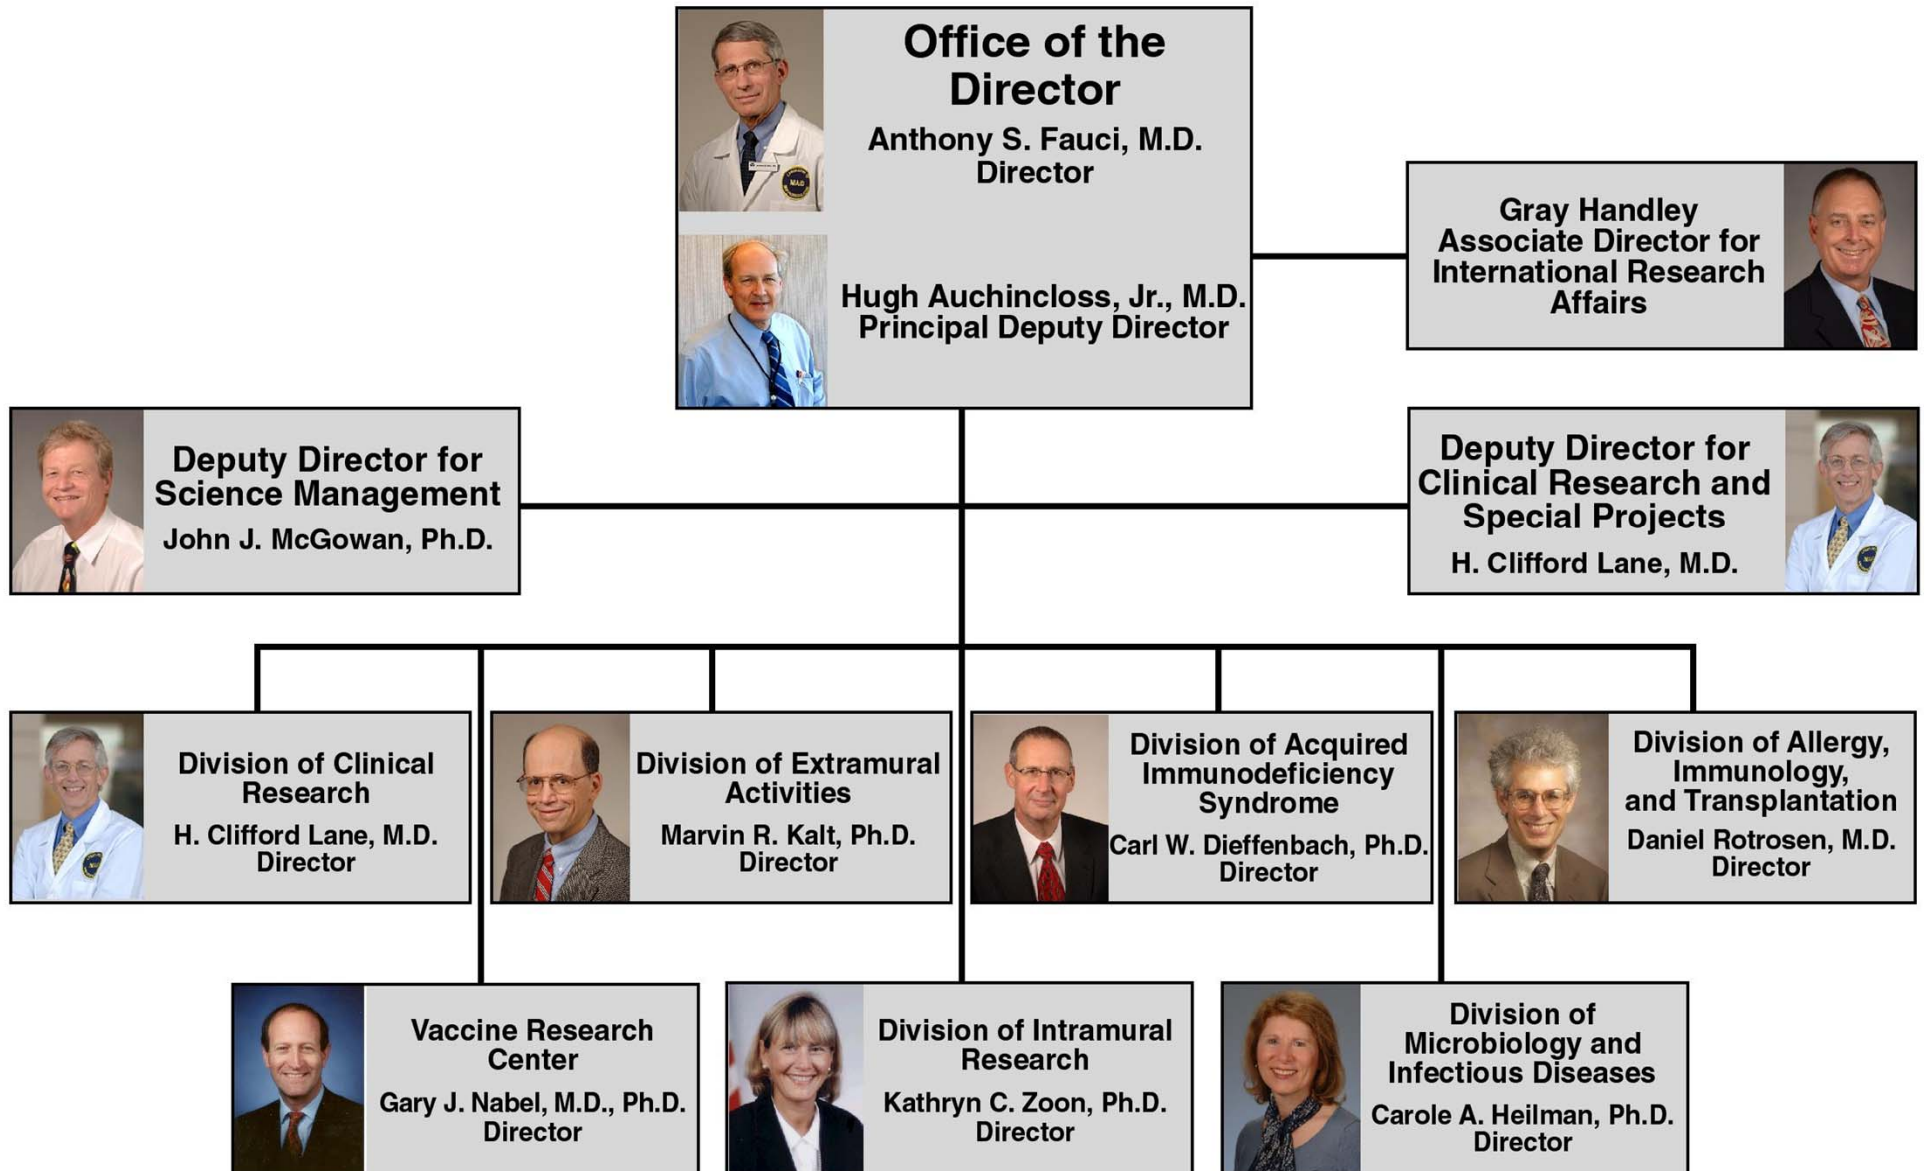 Office of the
Director
Anthony S. Fauci, M.D.
Director
Hugh Auchincloss, Jr., M.D.
Principal Deputy Director
Gray Handley
Associate Director for
International Research
Affairs
Deputy Director for
Science Management
John J. McGowan, Ph.D.
Deputy Director for
Clinical Research and
Special Projects
H. Clifford Lane, M.D.
Division of Clinical
Research
H. Clifford Lane, M.D.
Director
Division of Extramural
Activities
Marvin R. Kalt, Ph.D.
Director
Division of Acquired
Immunodeficiency
Syndrome
Carl W. Dieffenbach, Ph.D.
Director
Division of Allergy,
Immunology,
and Transplantation
Daniel Rotrosen, M.D.
Director
Vaccine Research
Center
Gary J. Nabel, M.D., Ph.D.
Director
Division of Intramural
Research
Kathryn C. Zoon, Ph.D.
Director
Division of
Microbiology and
Infectious Diseases
Carole A. Heilman, Ph.D.
Director